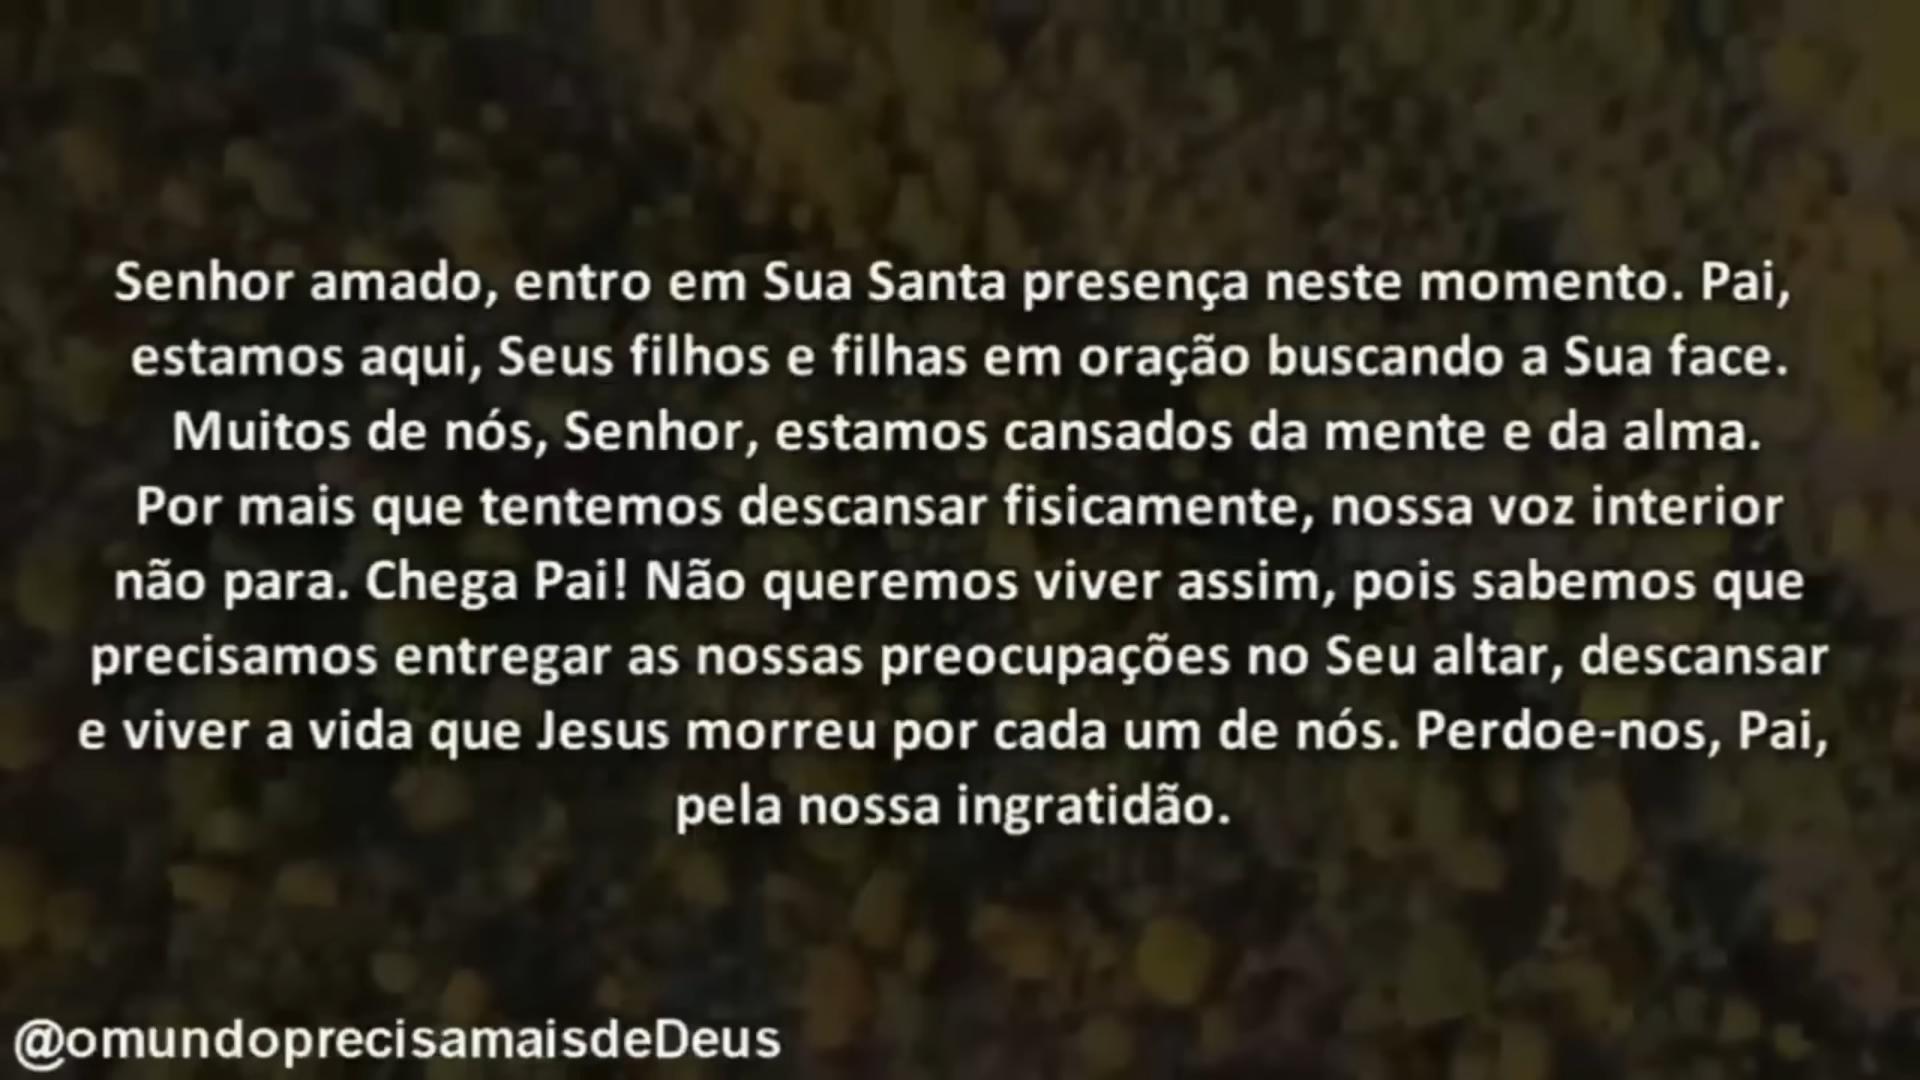 Senhor amado, entro em Sua Santa presença neste momento. Pai,
estamos aqui, Seus filhos e filhas em oração buscando a Sua face.
Muitos de nós, Senhor, estamos cansados da mente e da alma.
Por mais que tentemos descansar fisicamente, nossa voz interior
não para. Chega Pai! Não queremos viver assim, pois sabemos que
precisamos entregar as nossas preocupações no Seu altar, descansar
e viver a vida que Jesus morreu por cada um de nós. Perdoe-nos, Pai,
pela nossa ingratidão.
@omundoprecisamaisdeDeus